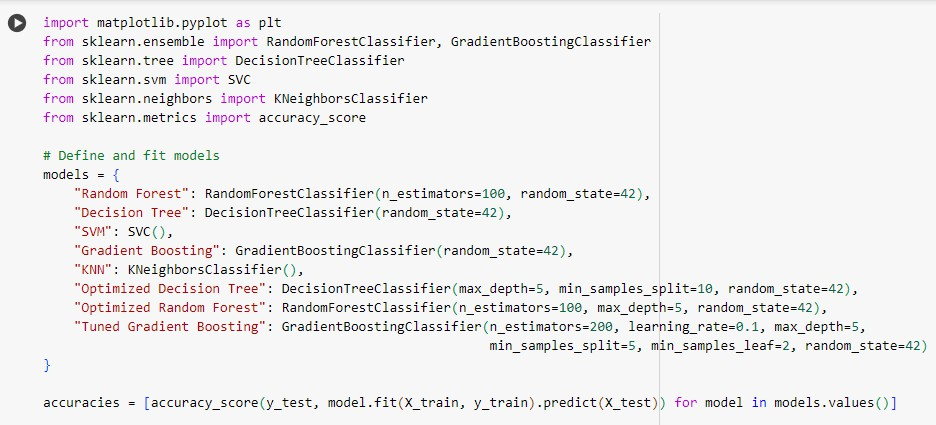 import matplotlib.pyplot as plt
from sklearn.ensemble import RandomForestClassifier, GradientBoostingClassifier
from sklearn.tree import DecisionTreeClassifier
from sklearn.svm import SVC
from sklearn.neighbors import KNeighborsClassifier
from sklearn.metrics import accuracy_score

# Define and fit models
models = {
    "Random Forest": RandomForestClassifier(n_estimators=100, random_state=42),
    "Decision Tree": DecisionTreeClassifier(random_state=42),
    "SVM": SVC(),
    "Gradient Boosting": GradientBoostingClassifier(random_state=42),
    "KNN": KNeighborsClassifier(),
    "Optimized Decision Tree": DecisionTreeClassifier(max_depth=5, min_samples_split=10, random_state=42),
    "Optimized Random Forest": RandomForestClassifier(n_estimators=100, max_depth=5, random_state=42),
    "Tuned Gradient Boosting": GradientBoostingClassifier(n_estimators=200, learning_rate=0.1, max_depth=5,
                                                          min_samples_split=5, min_samples_leaf=2, random_state=42)
}

accuracies = [accuracy_score(y_test, model.fit(X_train, y_train).predict(X_test)) for model in models.values()]